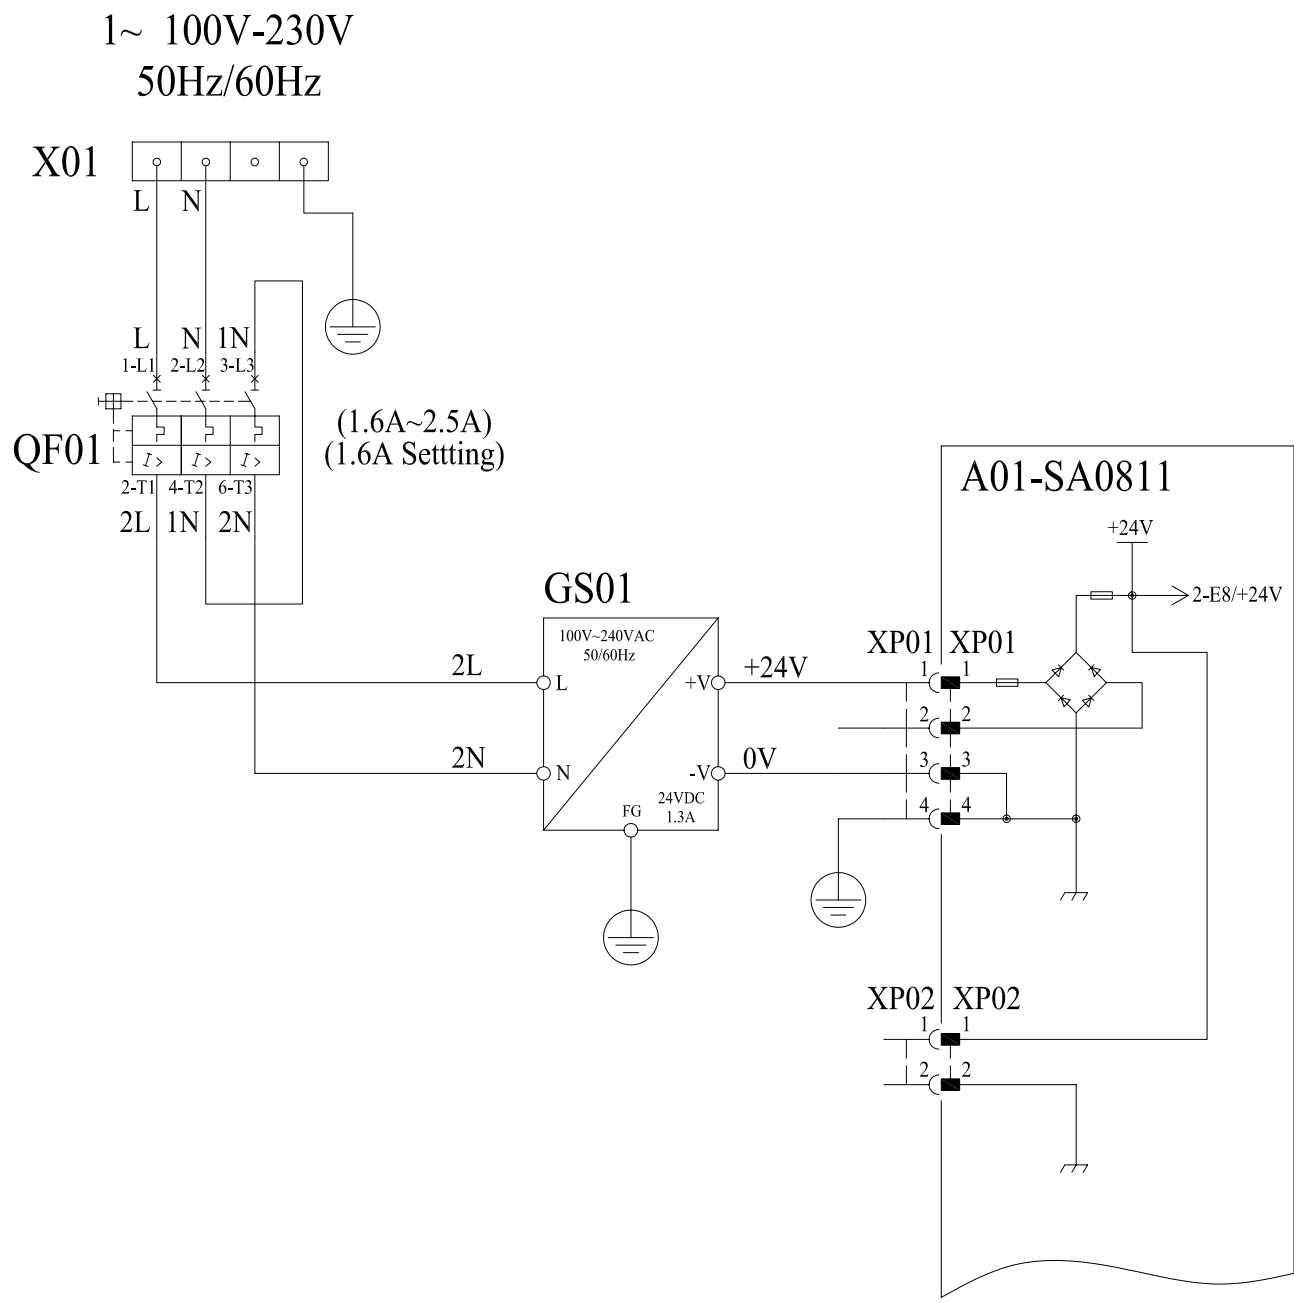 1~ 100V-230V
50Hz/60Hz
X01
L N
L N 1N
1-L1 2-L2 3-L3
QF01
(1.6A~2.5A)
(1.6A Settting)
2-T1 4-T2 6-T3
2L 1N 2N
GS01
100V~240VAC
50/60Hz
2L
L
+V
+24V
2N
N
-V
0V
24VDC
1.3A
FG
A01-SA0811
+24V
2-E8/+24V
XP01 XP01
1 1
2 2
3 3
4 4
XP02 XP02
1 1
2 2